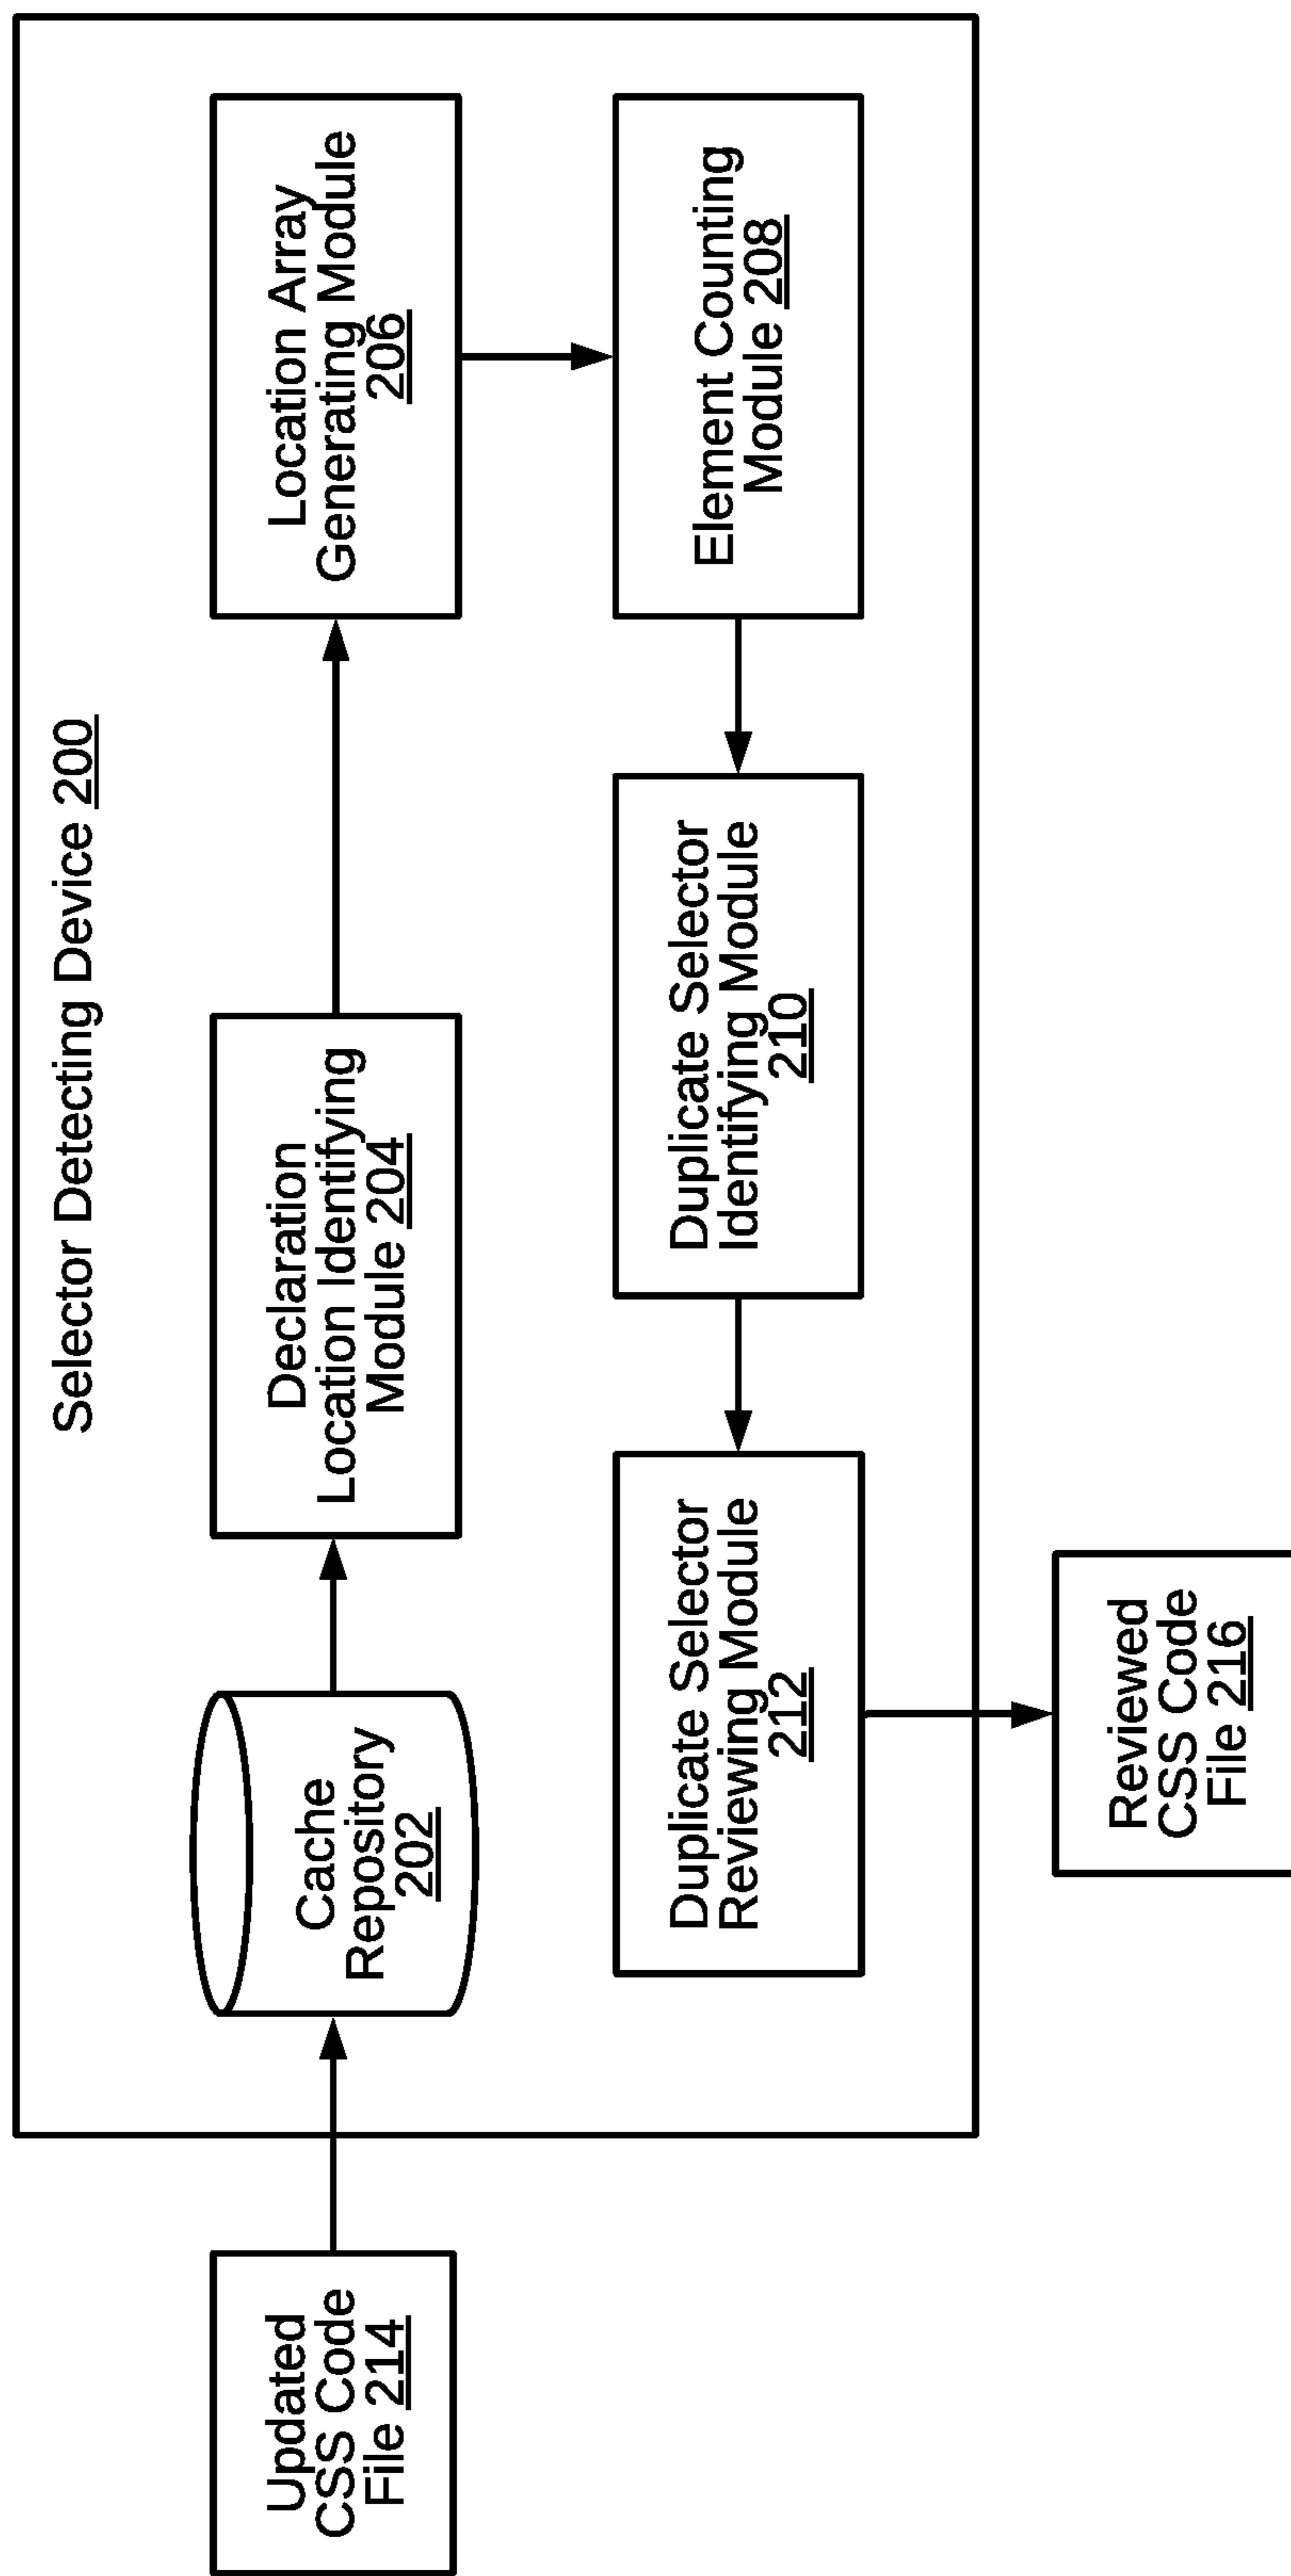 Selector Detecting Device 200
Updated
CSS Code
File 214
Cache
Repository
202
Declaration
Location Identifying
Module 204
Location Array
Generating Module
206
Element Counting
Module 208
Duplicate Selector
Identifying Module
210
Duplicate Selector
Reviewing Module
212
Reviewed
CSS Code
File 216